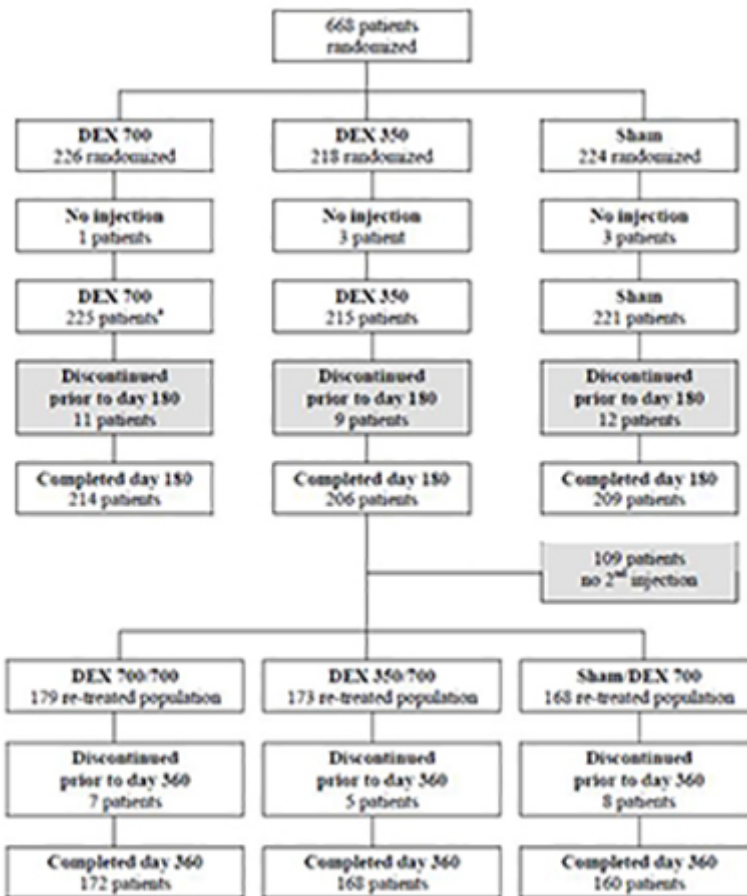 668 patients
randomized
DEX 700
226 randomized
DEX 350
218 randomized
Sham
224 randomized
No injection
1 patients
No injection
3 patient
No injection
3 patients
DEX 700
225 patientsª
DEX 350
215 patients
Sham
221 patients
Discontinued
prior to day 180
11 patients
Discontinued
prior to day 180
9 patients
Discontinued
prior to day 180
12 patients
Completed day 180
214 patients
Completed day 180
206 patients
Completed day 180
209 patients
109 patients
no 2ⁿᵈ injection
DEX 700/700
179 re-treated population
DEX 350/700
173 re-treated population
Sham/DEX 700
168 re-treated population
Discontinued
prior to day 360
7 patients
Discontinued
prior to day 360
5 patients
Discontinued
prior to day 360
8 patients
Completed day 360
172 patients
Completed day 360
168 patients
Completed day 360
160 patients